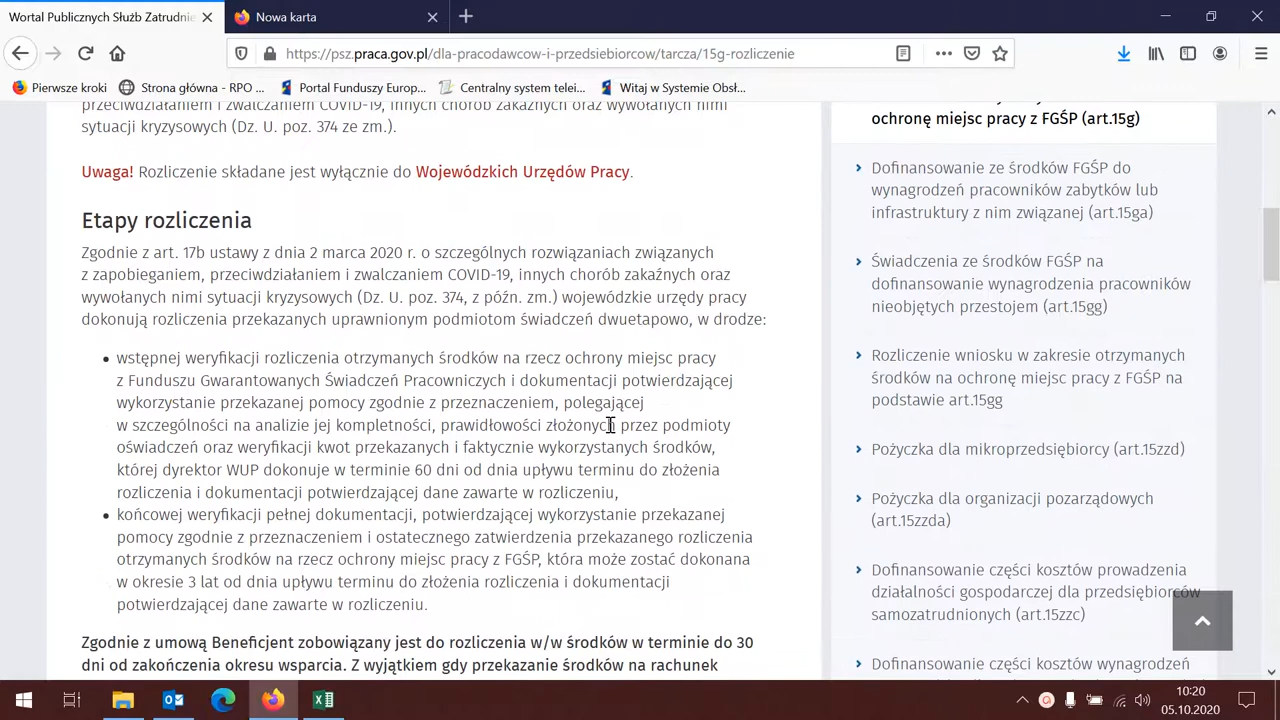 Wortal Publicznych Służb Zatrudnie
Nowa karta
https://psz.praca.gov.pl/dla-pracodawcow-i-przedsiebiorcow/tarcza/15g-rozliczenie
Pierwsze kroki
Strona główna - RPO ...
Portal Funduszy Europ...
Centralny system telei...
Witaj w Systemie Obsł...
przeciwdziałaniem i zwalczaniem COVID-19, innych chorób zakaźnych oraz wywołanych nimi
sytuacji kryzysowych (Dz. U. poz. 374 ze zm.).
Uwaga! Rozliczenie składane jest wyłącznie do Wojewódzkich Urzędów Pracy.
Etapy rozliczenia
Zgodnie z art. 17b ustawy z dnia 2 marca 2020 r. o szczególnych rozwiązaniach związanych
z zapobieganiem, przeciwdziałaniem i zwalczaniem COVID-19, innych chorób zakaźnych oraz
wywołanych nimi sytuacji kryzysowych (Dz. U. poz. 374, z późn. zm.) wojewódzkie urzędy pracy
dokonują rozliczenia przekazanych uprawnionym podmiotom świadczeń dwuetapowo, w drodze:
• wstępnej weryfikacji rozliczenia otrzymanych środków na rzecz ochrony miejsc pracy
z Funduszu Gwarantowanych Świadczeń Pracowniczych i dokumentacji potwierdzającej
wykorzystanie przekazanej pomocy zgodnie z przeznaczeniem, polegającej
w szczególności na analizie jej kompletności, prawidłowości złożonych przez podmioty
oświadczeń oraz weryfikacji kwot przekazanych i faktycznie wykorzystanych środków,
której dyrektor WUP dokonuje w terminie 60 dni od dnia upływu terminu do złożenia
rozliczenia i dokumentacji potwierdzającej dane zawarte w rozliczeniu,
• końcowej weryfikacji pełnej dokumentacji, potwierdzającej wykorzystanie przekazanej
pomocy zgodnie z przeznaczeniem i ostatecznego zatwierdzenia przekazanego rozliczenia
otrzymanych środków na rzecz ochrony miejsc pracy z FGŚP, która może zostać dokonana
w okresie 3 lat od dnia upływu terminu do złożenia rozliczenia i dokumentacji
potwierdzającej dane zawarte w rozliczeniu.
Zgodnie z umową Beneficjent zobowiązany jest do rozliczenia w/w środków w terminie do 30
dni od zakończenia okresu wsparcia. Z wyjątkiem gdy przekazanie środków na rachunek
ochronę miejsc pracy z FGŚP (art.15g)
Dofinansowanie ze środków FGŚP do
wynagrodzeń pracowników zabytków lub
infrastruktury z nim związanej (art.15ga)
Świadczenia ze środków FGŚP na
dofinansowanie wynagrodzenia pracowników
nieobjętych przestojem (art.15gg)
Rozliczenie wniosku w zakresie otrzymanych
środków na ochronę miejsc pracy z FGŚP na
podstawie art.15gg
Pożyczka dla mikroprzedsiębiorcy (art.15zzd)
Pożyczka dla organizacji pozarządowych
(art.15zzda)
Dofinansowanie części kosztów prowadzenia
działalności gospodarczej dla przedsiębiorców
samozatrudnionych (art.15zzc)
Dofinansowanie części kosztów wynagrodzeń
10:20
05.10.2020